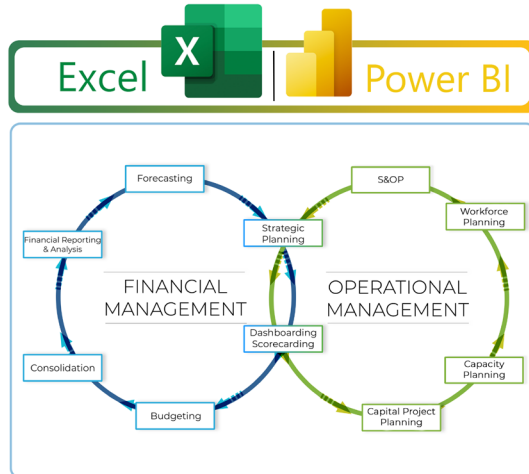 Excel
X
Power BI
Forecasting
S&OP
Workforce
Planning
Strategic
Planning
Financial Reporting
& Analysis
FINANCIAL
MANAGEMENT
OPERATIONAL
MANAGEMENT
Dashboarding
Scorecarding
Consolidation
Capacity
Planning
Budgeting
Capital Project
Planning